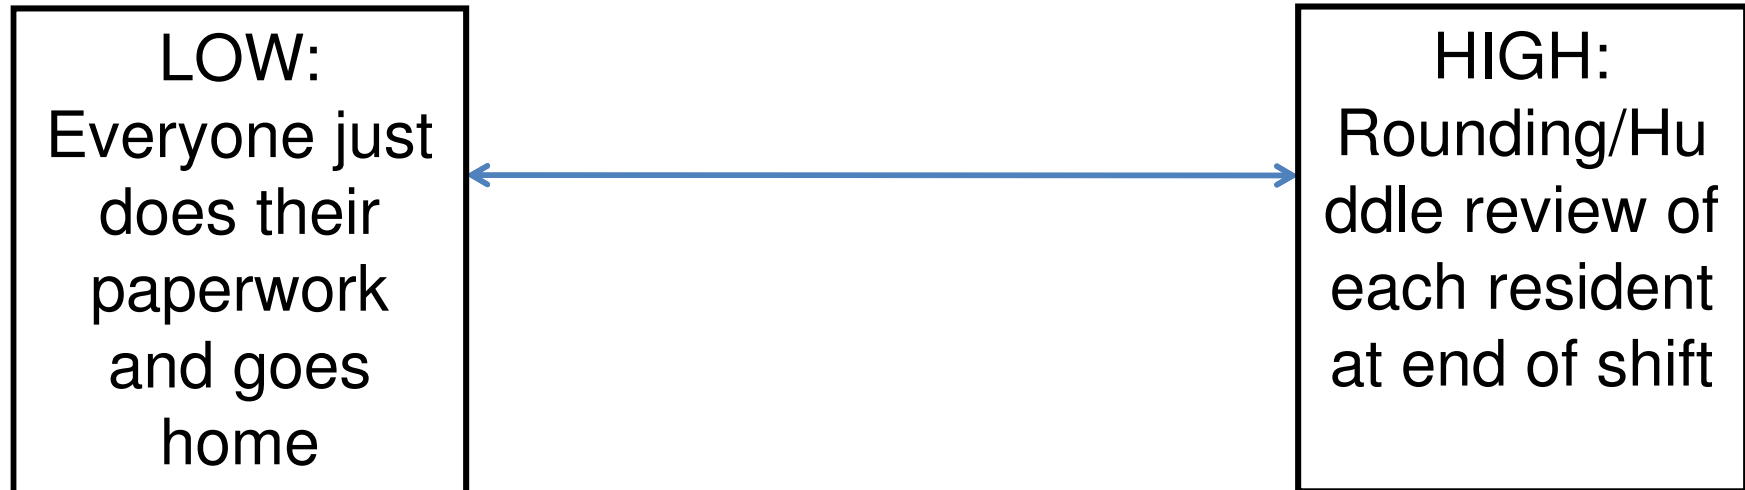 LOW:
Everyone just
does their
paperwork
and goes
home
HIGH:
Rounding/Hu
ddle review of
each resident
at end of shift